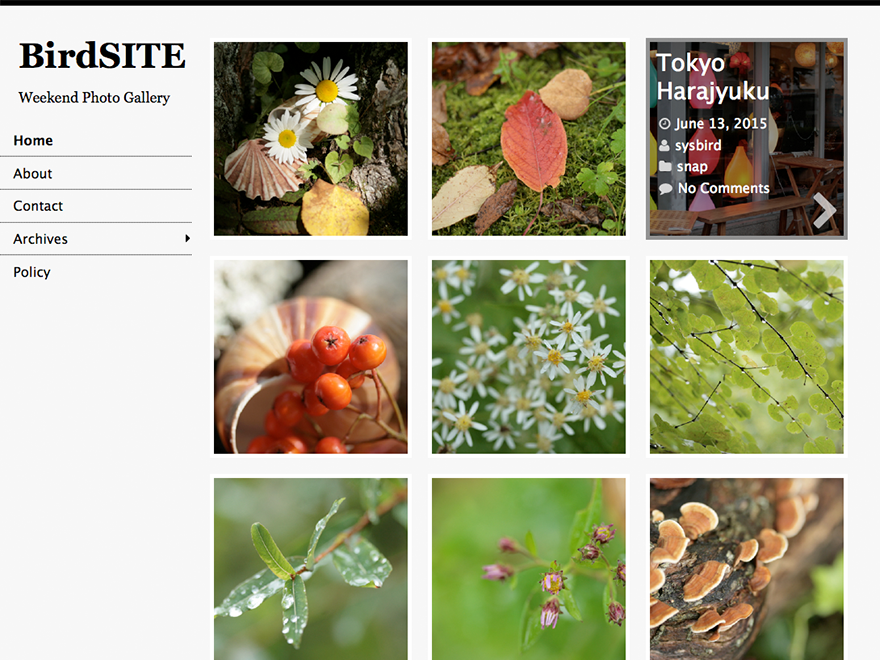 BirdSITE
Weekend Photo Gallery
Home
About
Contact
Archives
Policy
Tokyo
Harajyuku
June 13, 2015
sysbird
snap
No Comments